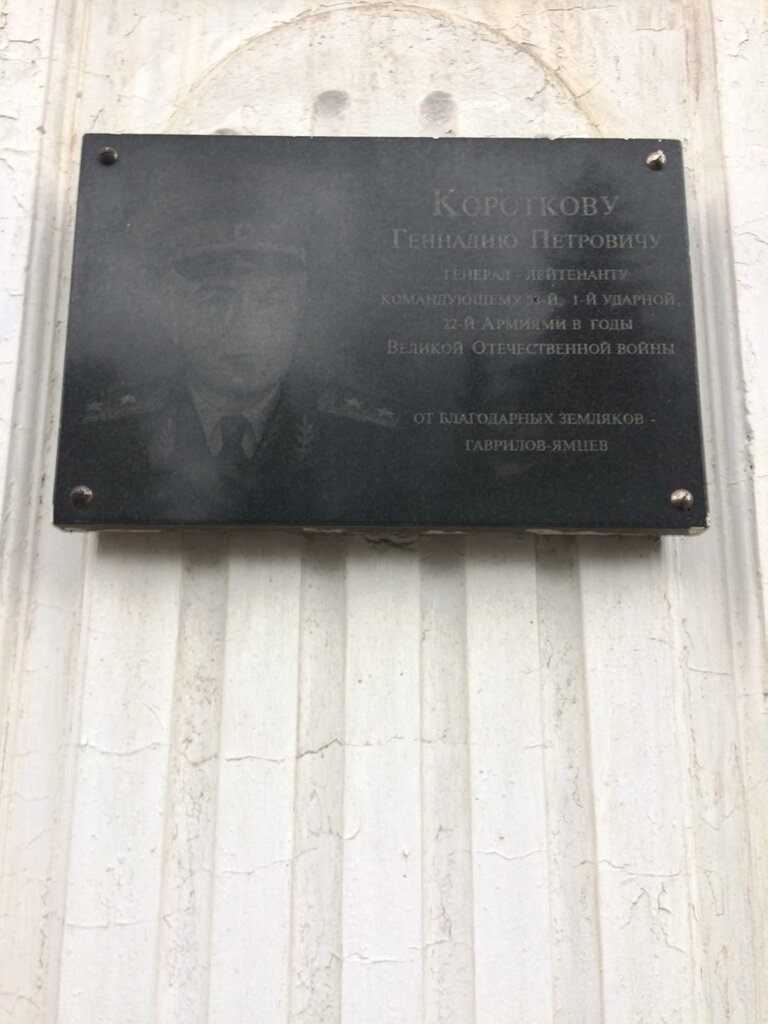 Короткову
Геннадию Петровичу
генерал - лейтенанту
командующему 53-й, 1-й ударной,
22-й Армиями в годы
Великой Отечественной войны
от благодарных земляков -
гаврилов-ямцев